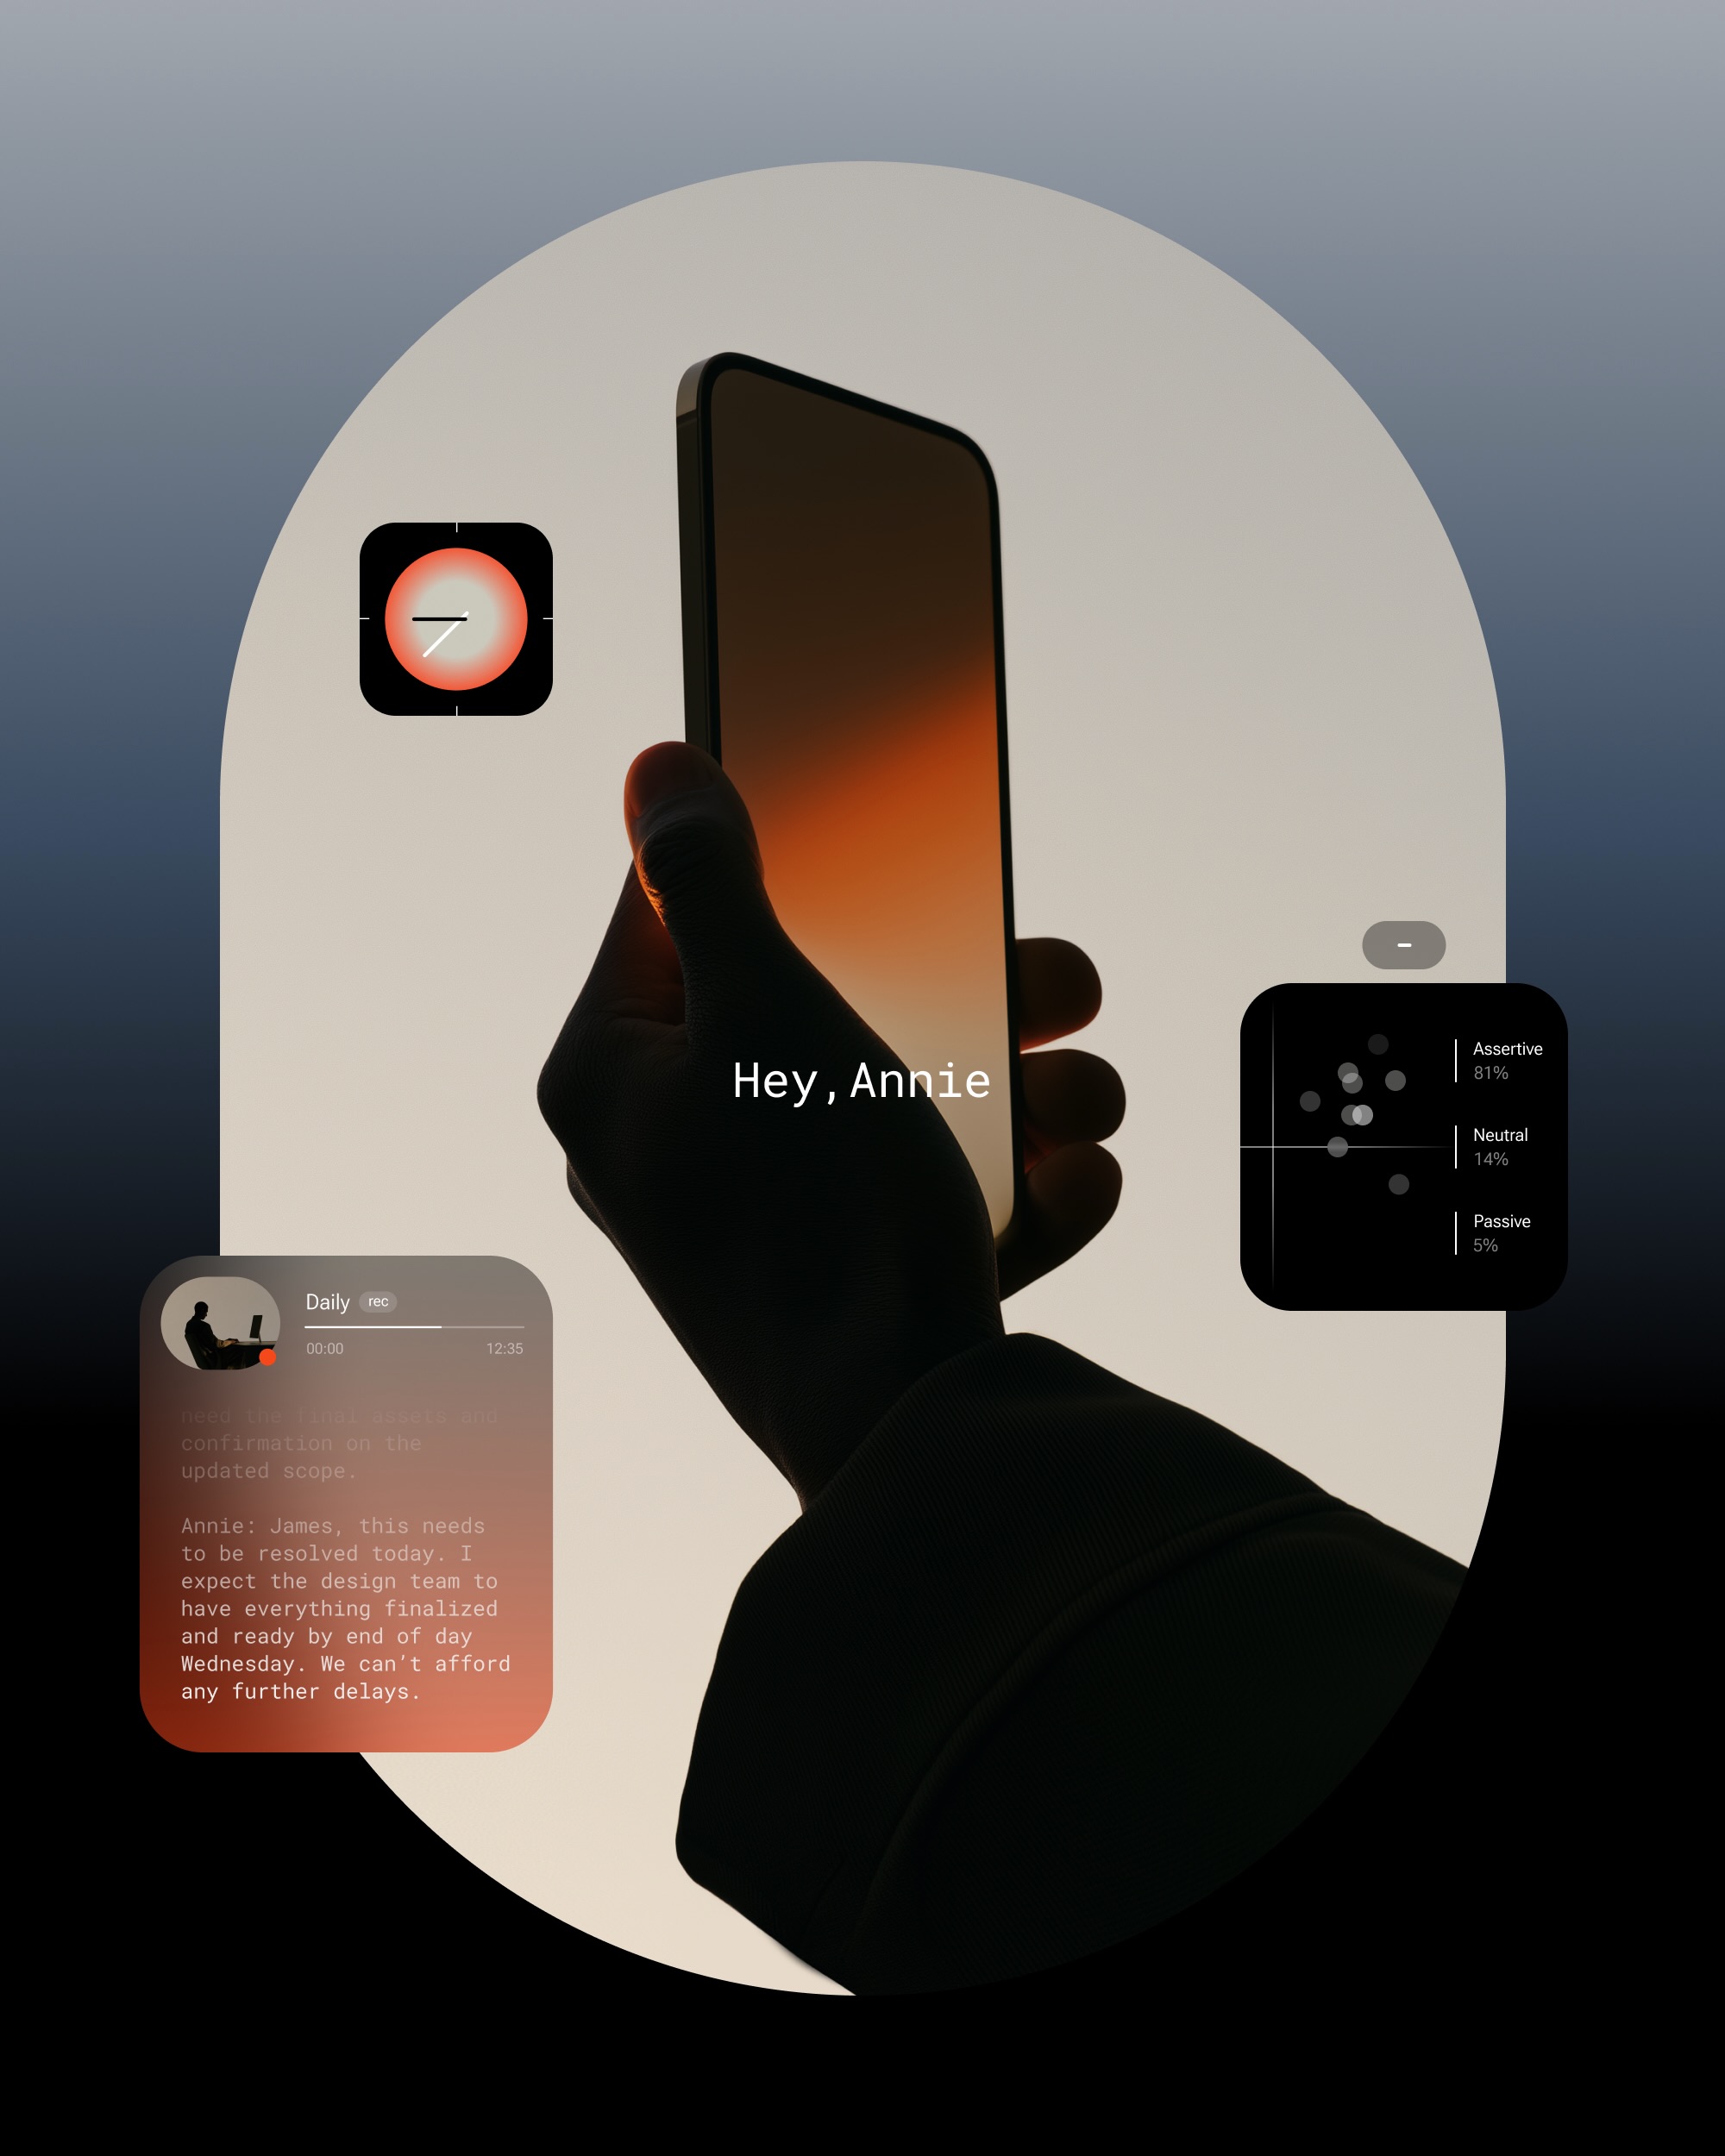 Hey, Annie
Assertive
81%
Neutral
14%
Passive
5%
Daily rec
00:00 12:35
need the final assets and
confirmation on the
updated scope.
Annie: James, this needs
to be resolved today. I
expect the design team to
have everything finalized
and ready by end of day
Wednesday. We can’t afford
any further delays.